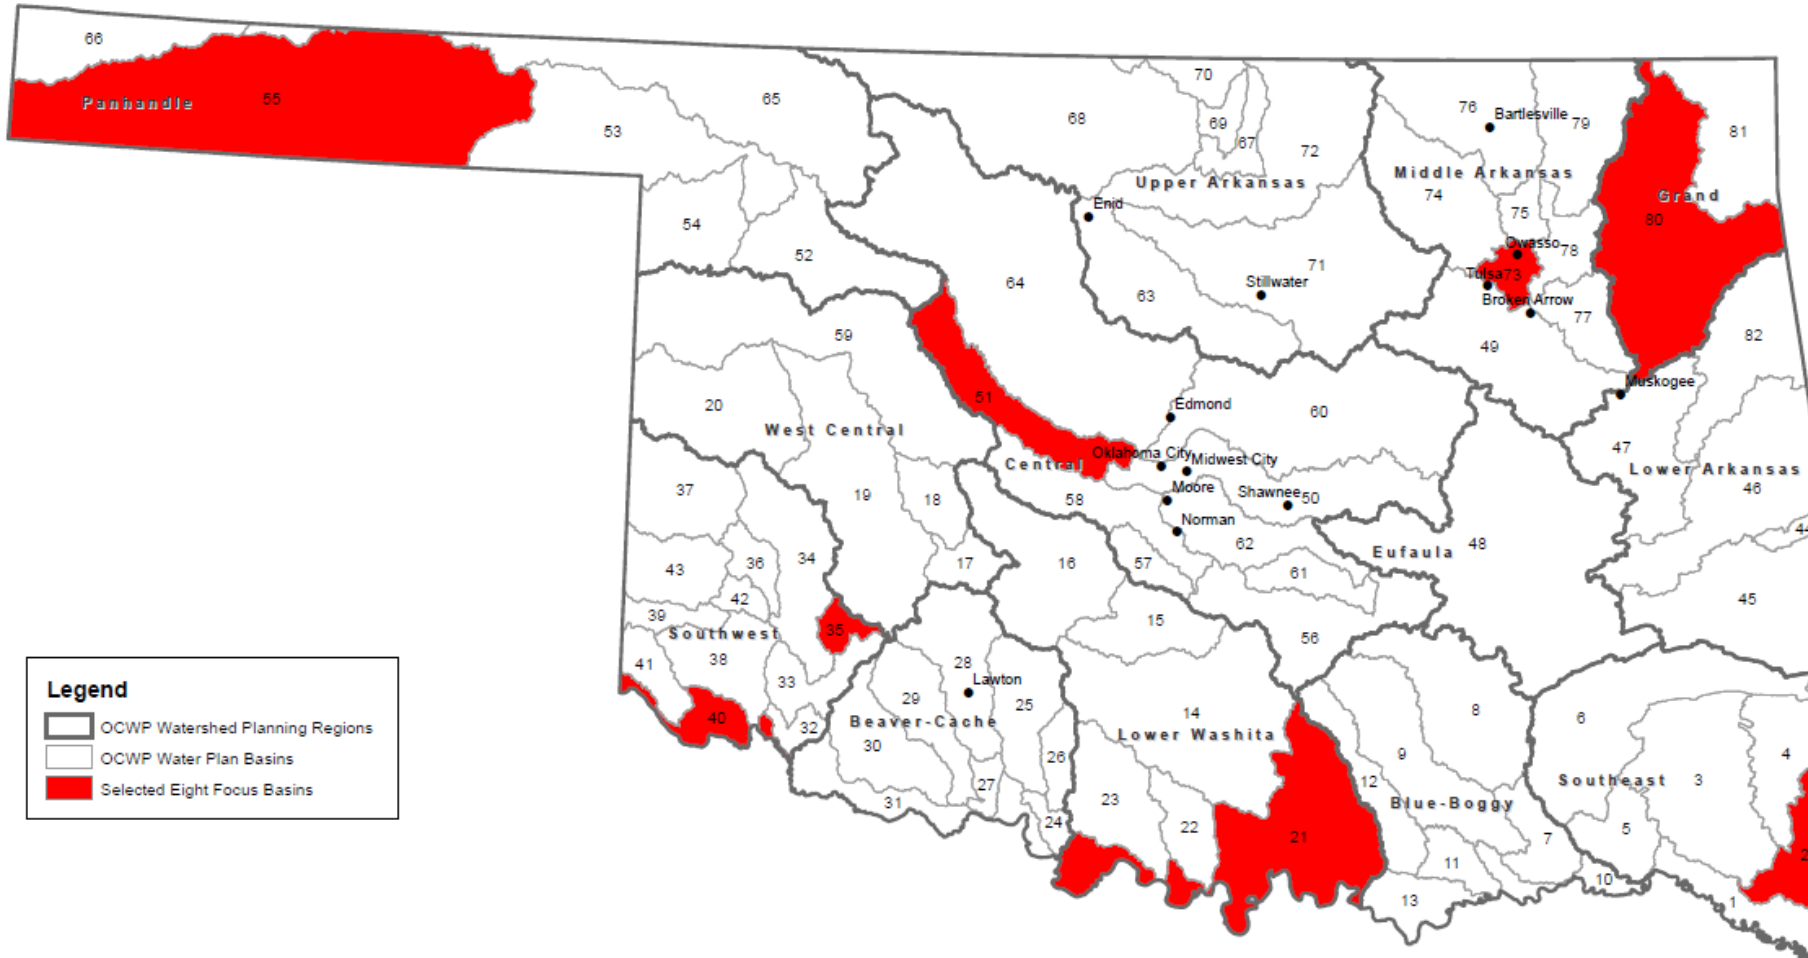 66
Panhandle
55
53
65
54
52
68
70
69
67
72
Upper Arkansas
Enid
64
63
Stillwater
71
76
Bartlesville
79
81
Middle Arkansas
74
75
Grand
80
Owasso
78
Tulsa
73
Broken Arrow
77
49
82
Muskogee
59
20
West Central
51
Edmond
60
Oklahoma City
Midwest City
Central
58
Moore
Shawnee
50
Norman
62
47
Lower Arkansas
46
44
37
19
18
17
16
57
61
Eufaula
48
45
43
36
34
42
39
Southwest
35
41
38
33
40
32
15
56
28
Lawton
29
25
Beaver-Cache
30
26
27
31
24
14
Lower Washita
23
22
21
8
9
12
Blue-Boggy
7
11
13
10
6
4
Southeast
3
5
2
1
Legend
OCWP Watershed Planning Regions
OCWP Water Plan Basins
Selected Eight Focus Basins